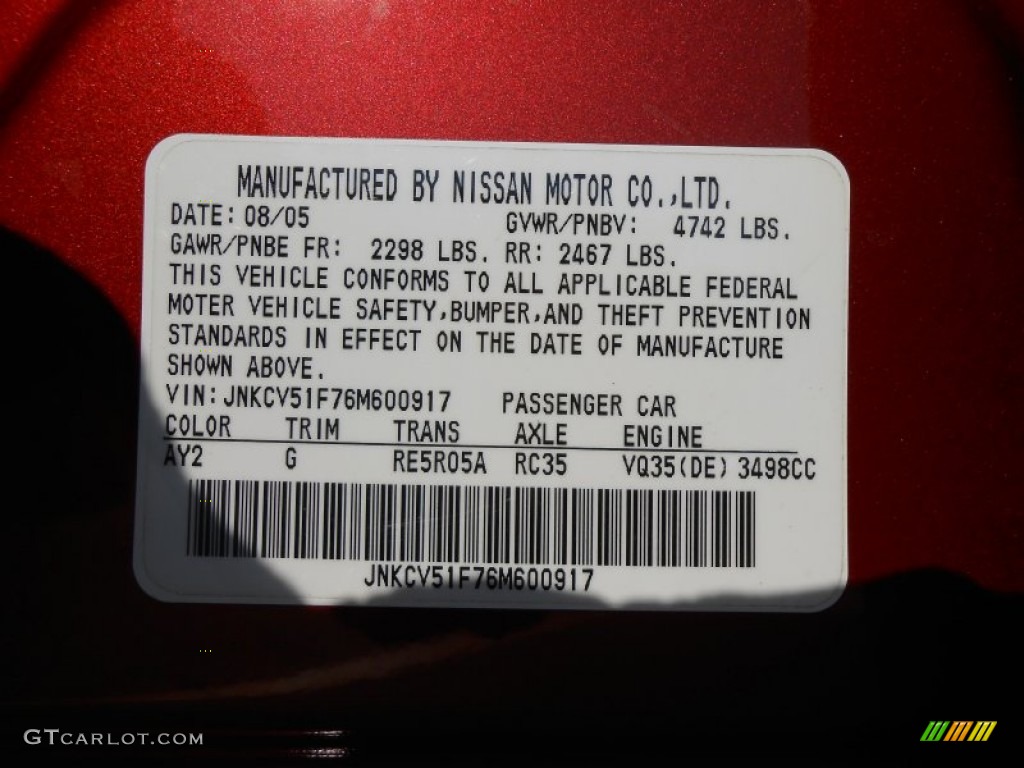 MANUFACTURED BY NISSAN MOTOR CO.,LTD.
DATE: 08/05 GVWR/PNBV: 4742 LBS.
GAWR/PNBE FR: 2298 LBS. RR: 2467 LBS.
THIS VEHICLE CONFORMS TO ALL APPLICABLE FEDERAL
MOTER VEHICLE SAFETY,BUMPER,AND THEFT PREVENTION
STANDARDS IN EFFECT ON THE DATE OF MANUFACTURE
SHOWN ABOVE.
VIN: JNKCV51F76M600917 PASSENGER CAR
COLOR TRIM TRANS AXLE ENGINE
AY2 G RE5R05A RC35 VQ35(DE) 3498CC
JNKCV51F76M600917
GTCARLOT.COM